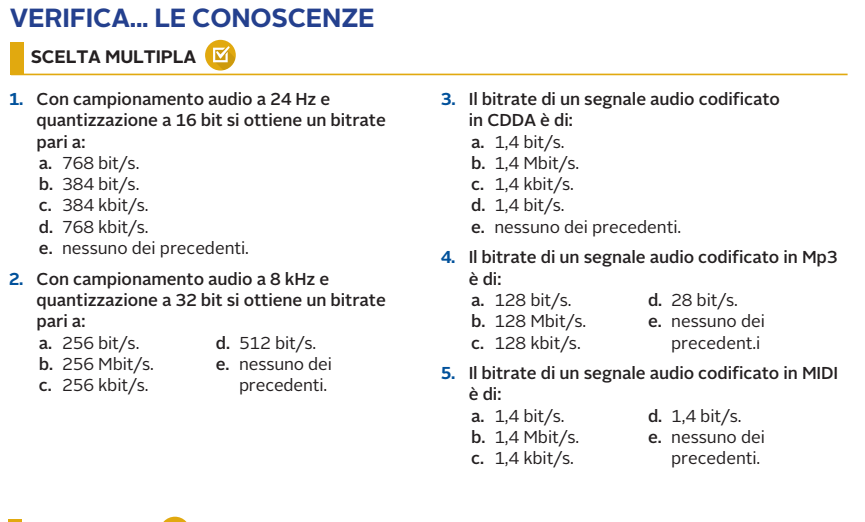 VERIFICA... LE CONOSCENZE
SCELTA MULTIPLA
1. Con campionamento audio a 24 Hz e
quantizzazione a 16 bit si ottiene un bitrate
pari a:
a. 768 bit/s.
b. 384 bit/s.
c. 384 kbit/s.
d. 768 kbit/s.
e. nessuno dei precedenti.
2. Con campionamento audio a 8 kHz e
quantizzazione a 32 bit si ottiene un bitrate
pari a:
a. 256 bit/s.
b. 256 Mbit/s.
c. 256 kbit/s.
d. 512 bit/s.
e. nessuno dei
precedenti.
3. Il bitrate di un segnale audio codificato
in CDDA è di:
a. 1,4 bit/s.
b. 1,4 Mbit/s.
c. 1,4 kbit/s.
d. 1,4 bit/s.
e. nessuno dei precedenti.
4. Il bitrate di un segnale audio codificato in Mp3
è di:
a. 128 bit/s.
b. 128 Mbit/s.
c. 128 kbit/s.
d. 28 bit/s.
e. nessuno dei
precedent.i
5. Il bitrate di un segnale audio codificato in MIDI
è di:
a. 1,4 bit/s.
b. 1,4 Mbit/s.
c. 1,4 kbit/s.
d. 1,4 bit/s.
e. nessuno dei
precedenti.